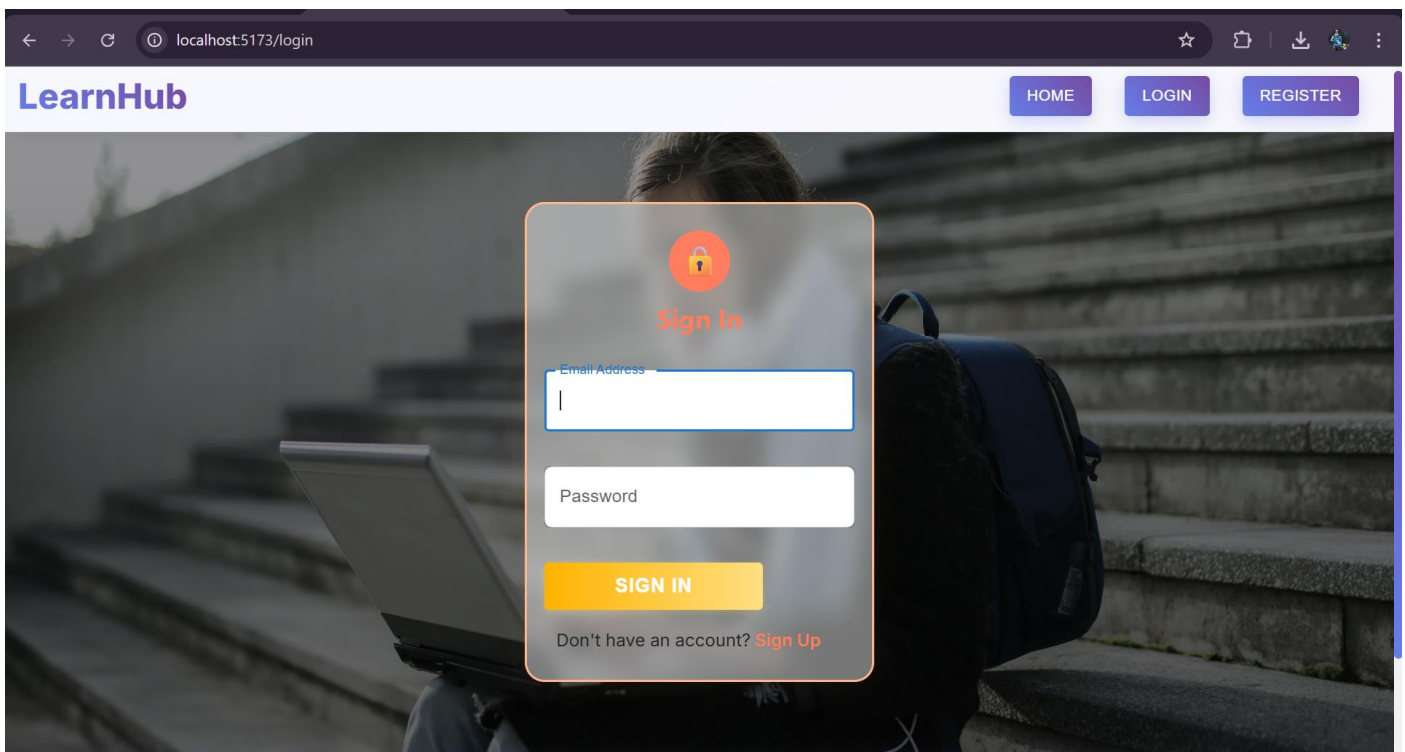 localhost:5173/login
LearnHub
HOME LOGIN REGISTER
Sign In
Email Address
Password
SIGN IN
Don't have an account? Sign Up